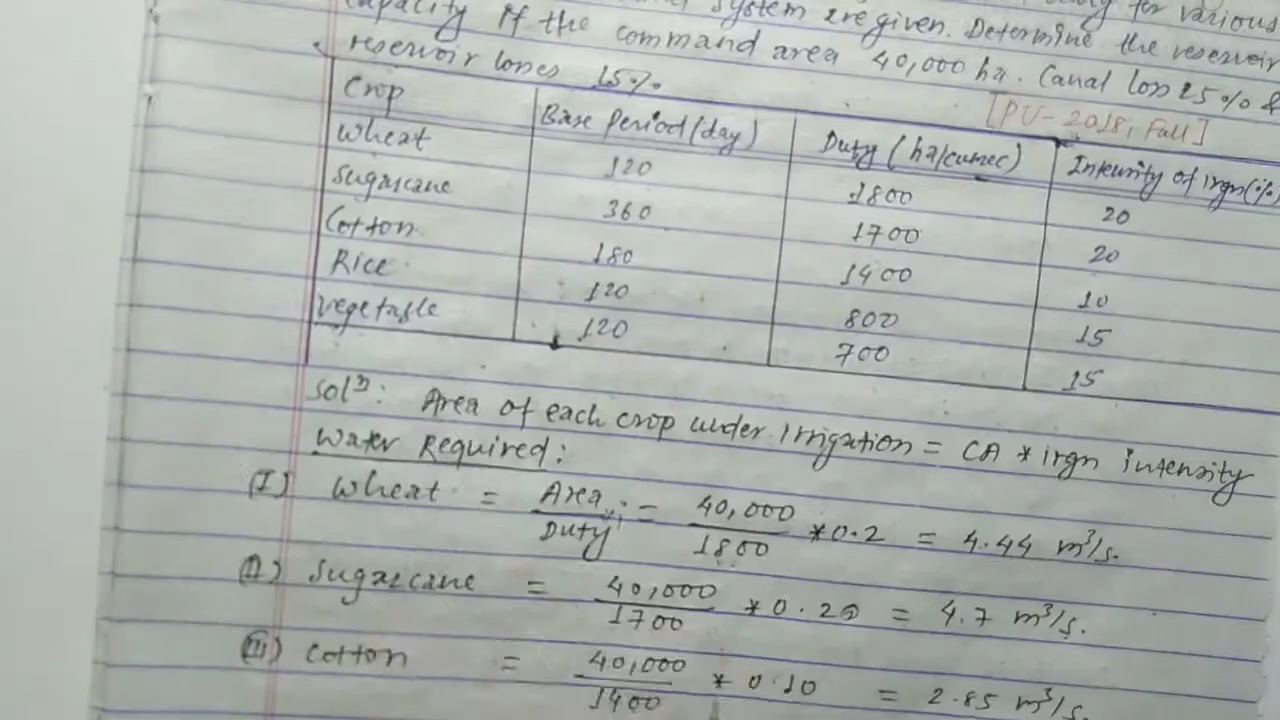 for various
system are given. Determine the reservoir
capacity if the command area 40,000 ha. Canal loss 25% &
reservoir losses 15%
[PU-2018, Fall]
Crop Base Period (day) Duty (ha/cumec) Intensity of irgn(%)
Wheat 120 1800 20
Sugarcane 360 1700 20
Cotton 180 1400 10
Rice 120 800 15
vegetable 120 700 15
Solⁿ: Area of each crop under irrigation = CA * irgn intensity
Water Required:
(I) Wheat = Area / Duty = 40,000 / 1800 * 0.2 = 4.44 m³/s.
(II) Sugarcane = 40,000 / 1700 * 0.20 = 4.7 m³/s.
(III) Cotton = 40,000 / 1400 * 0.10 = 2.85 m³/s.